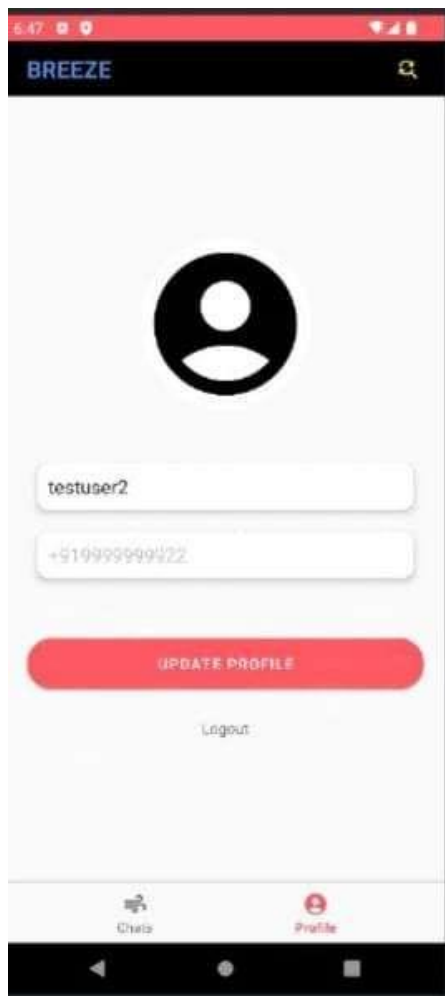 6:47
BREEZE
testuser2
+919999999922
UPDATE PROFILE
Logout
Chats
Profile